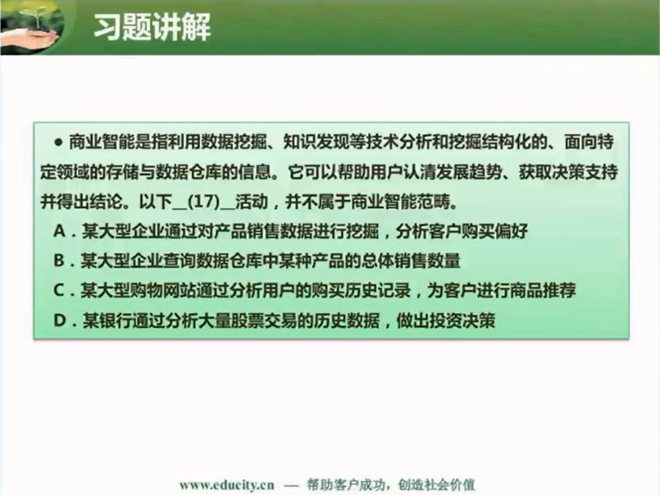 习题讲解
● 商业智能是指利用数据挖掘、知识发现等技术分析和挖掘结构化的、面向特
定领域的存储与数据仓库的信息。它可以帮助用户认清发展趋势、获取决策支持
并得出结论。以下__(17)__活动，并不属于商业智能范畴。
A．某大型企业通过对产品销售数据进行挖掘，分析客户购买偏好
B．某大型企业查询数据仓库中某种产品的总体销售数量
C．某大型购物网站通过分析用户的购买历史记录，为客户进行商品推荐
D．某银行通过分析大量股票交易的历史数据，做出投资决策
www.educity.cn — 帮助客户成功，创造社会价值